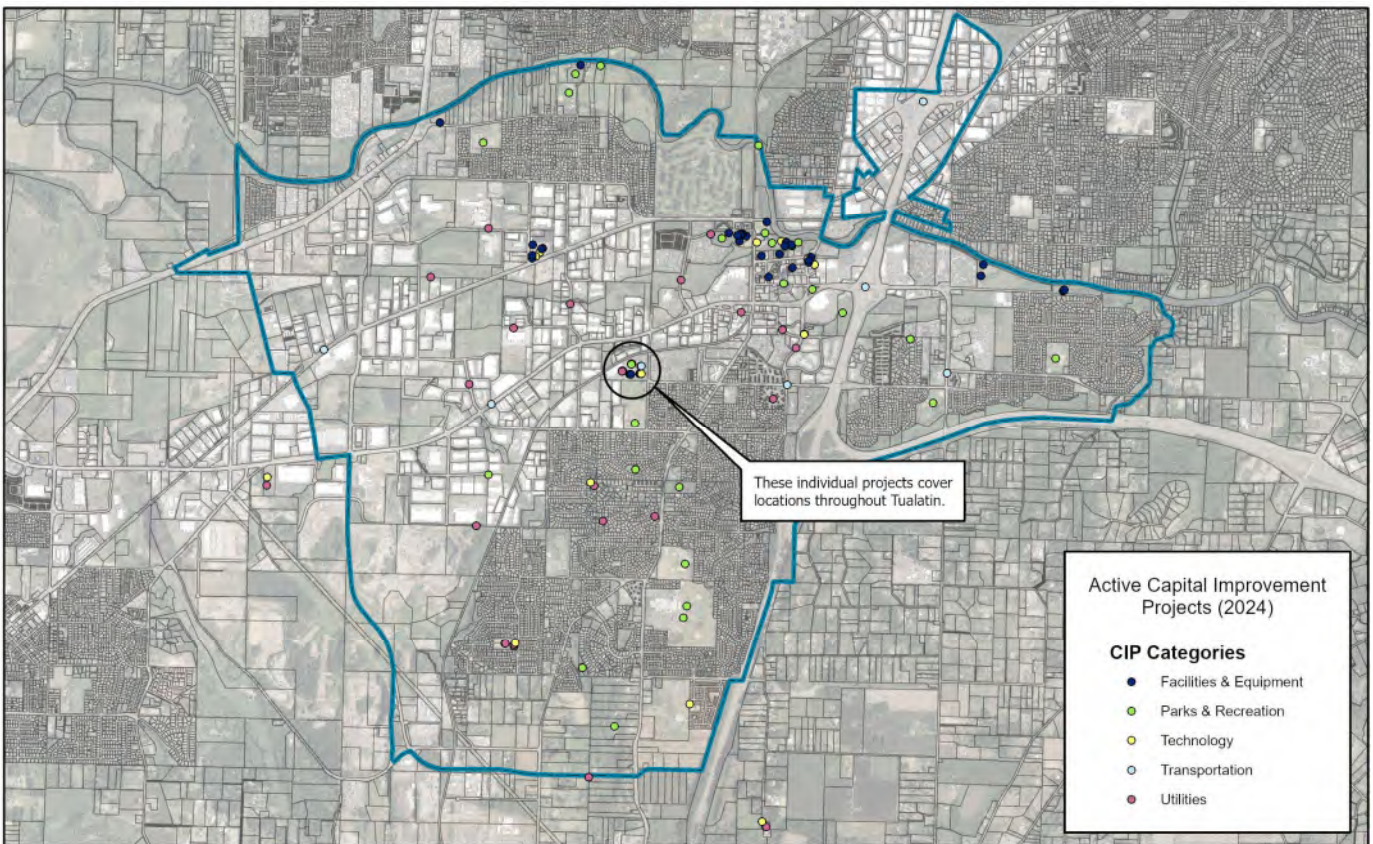 These individual projects cover
locations throughout Tualatin.
Active Capital Improvement
Projects (2024)
CIP Categories
Facilities & Equipment
Parks & Recreation
Technology
Transportation
Utilities